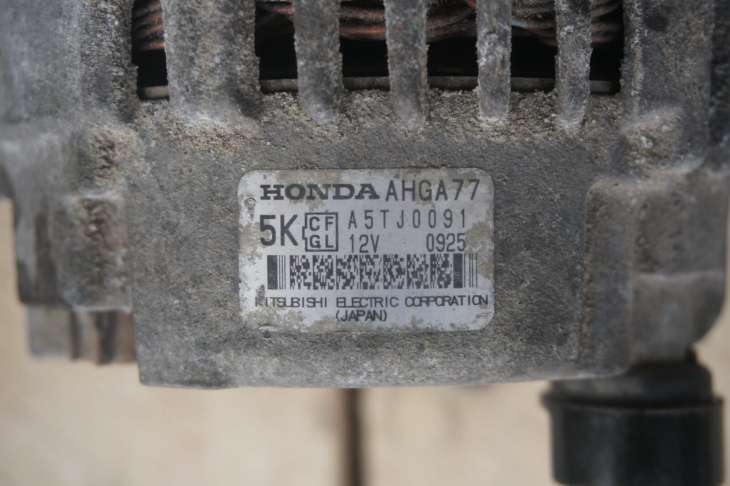 HONDA AHGA77
5K CF GL A5TJ0091
12V 0925
MITSUBISHI ELECTRIC CORPORATION
(JAPAN)